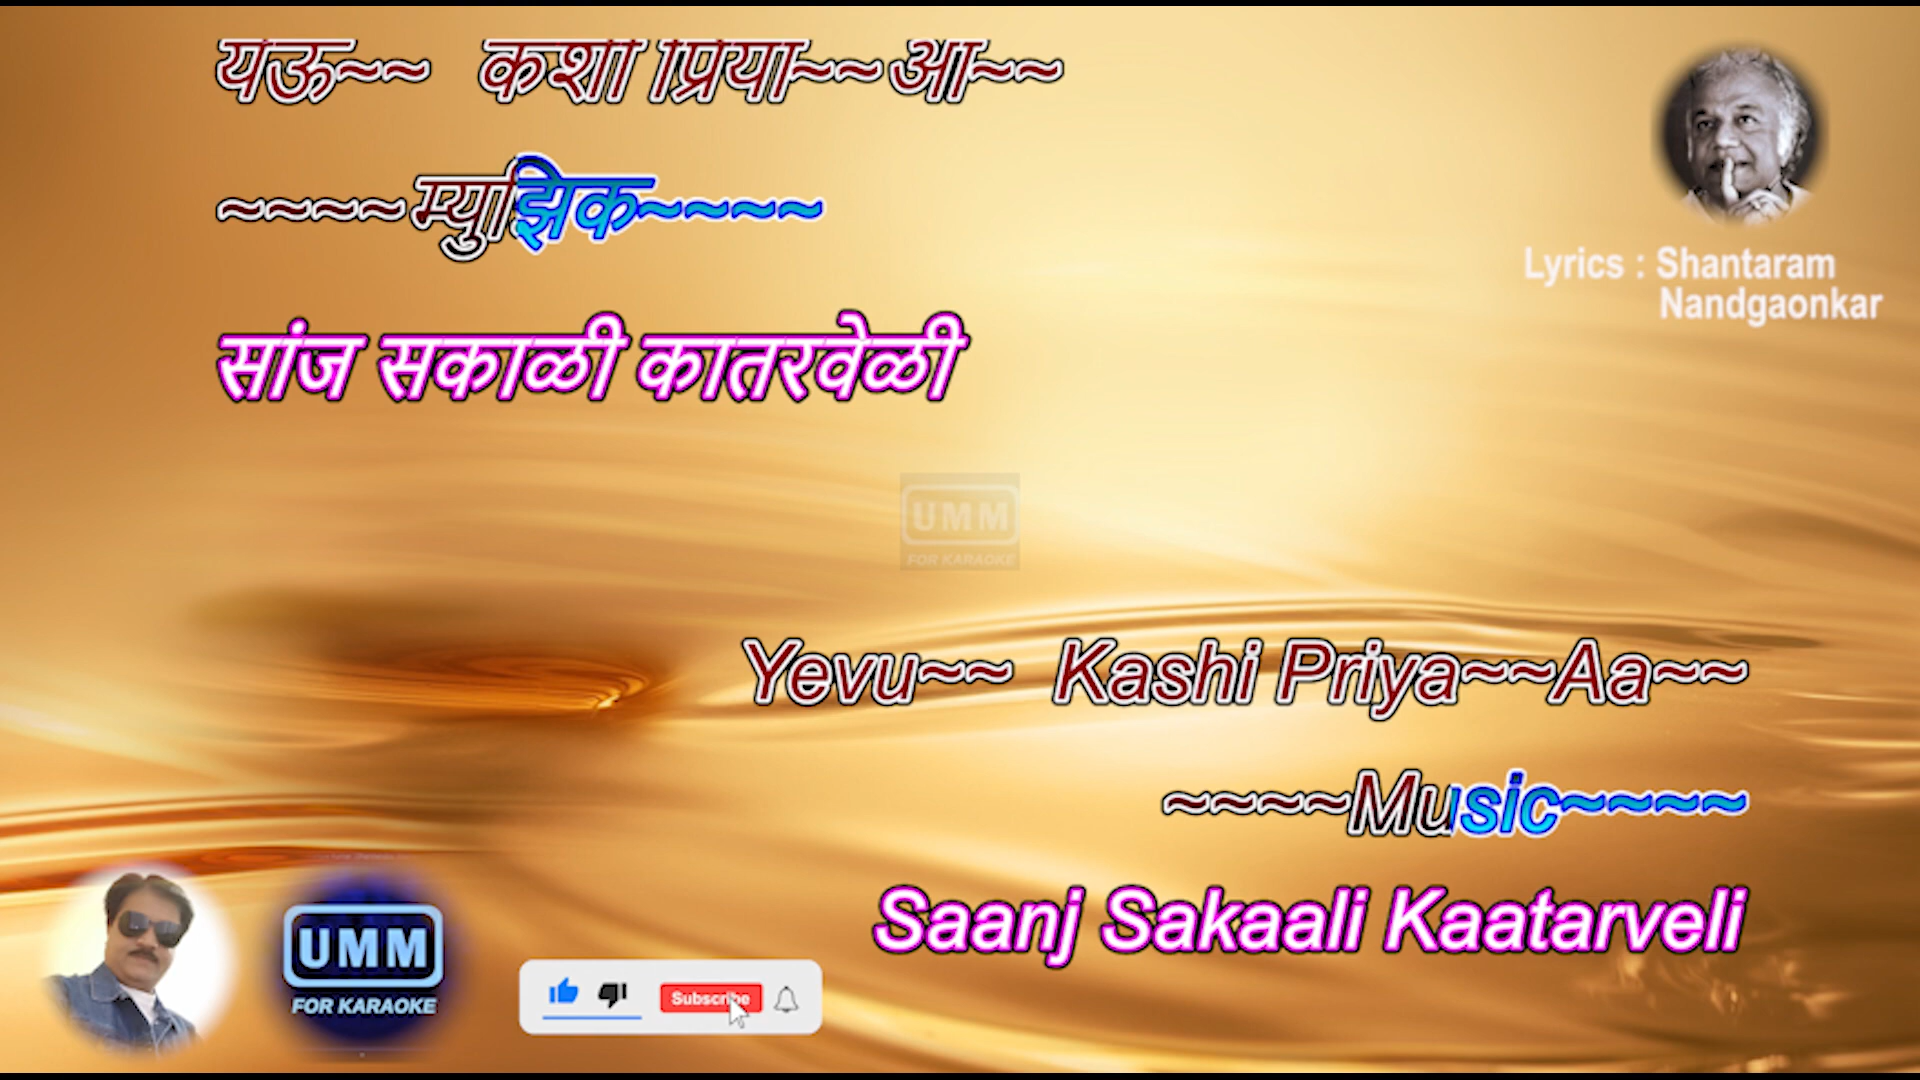 यऊ~~ कशी प्रिया~~आ~~
~~~~म्युझिक~~~~
सांज सकाळी कातरवेळी
Lyrics : Shantaram
Nandgaonkar
UMM
FOR KARAOKE
Yevu~~ Kashi Priya~~Aa~~
~~~~Music~~~~
Saanj Sakaali Kaatarveli
UMM
FOR KARAOKE
Subscribe